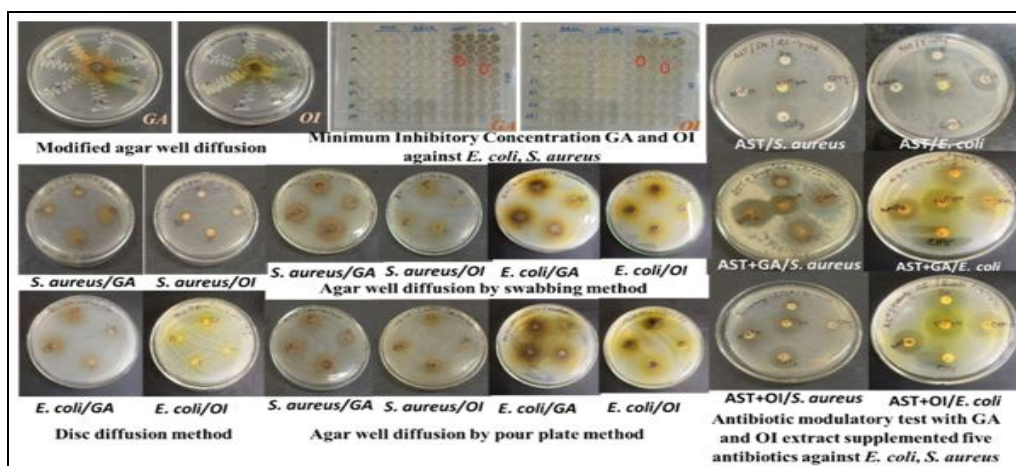 GA
OI
Modified agar well diffusion
GA
OI
Minimum Inhibitory Concentration GA and OI
against E. coli, S. aureus
AST/S. aureus
AST/E. coli
S. aureus/GA
S. aureus/OI
S. aureus/GA
S. aureus/OI
E. coli/GA
E. coli/OI
Agar well diffusion by swabbing method
AST+GA/S. aureus
AST+GA/E. coli
E. coli/GA
E. coli/OI
Disc diffusion method
S. aureus/GA
S. aureus/OI
E. coli/GA
E. coli/OI
Agar well diffusion by pour plate method
AST+OI/S. aureus
AST+OI/E. coli
Antibiotic modulatory test with GA
and OI extract supplemented five
antibiotics against E. coli, S. aureus